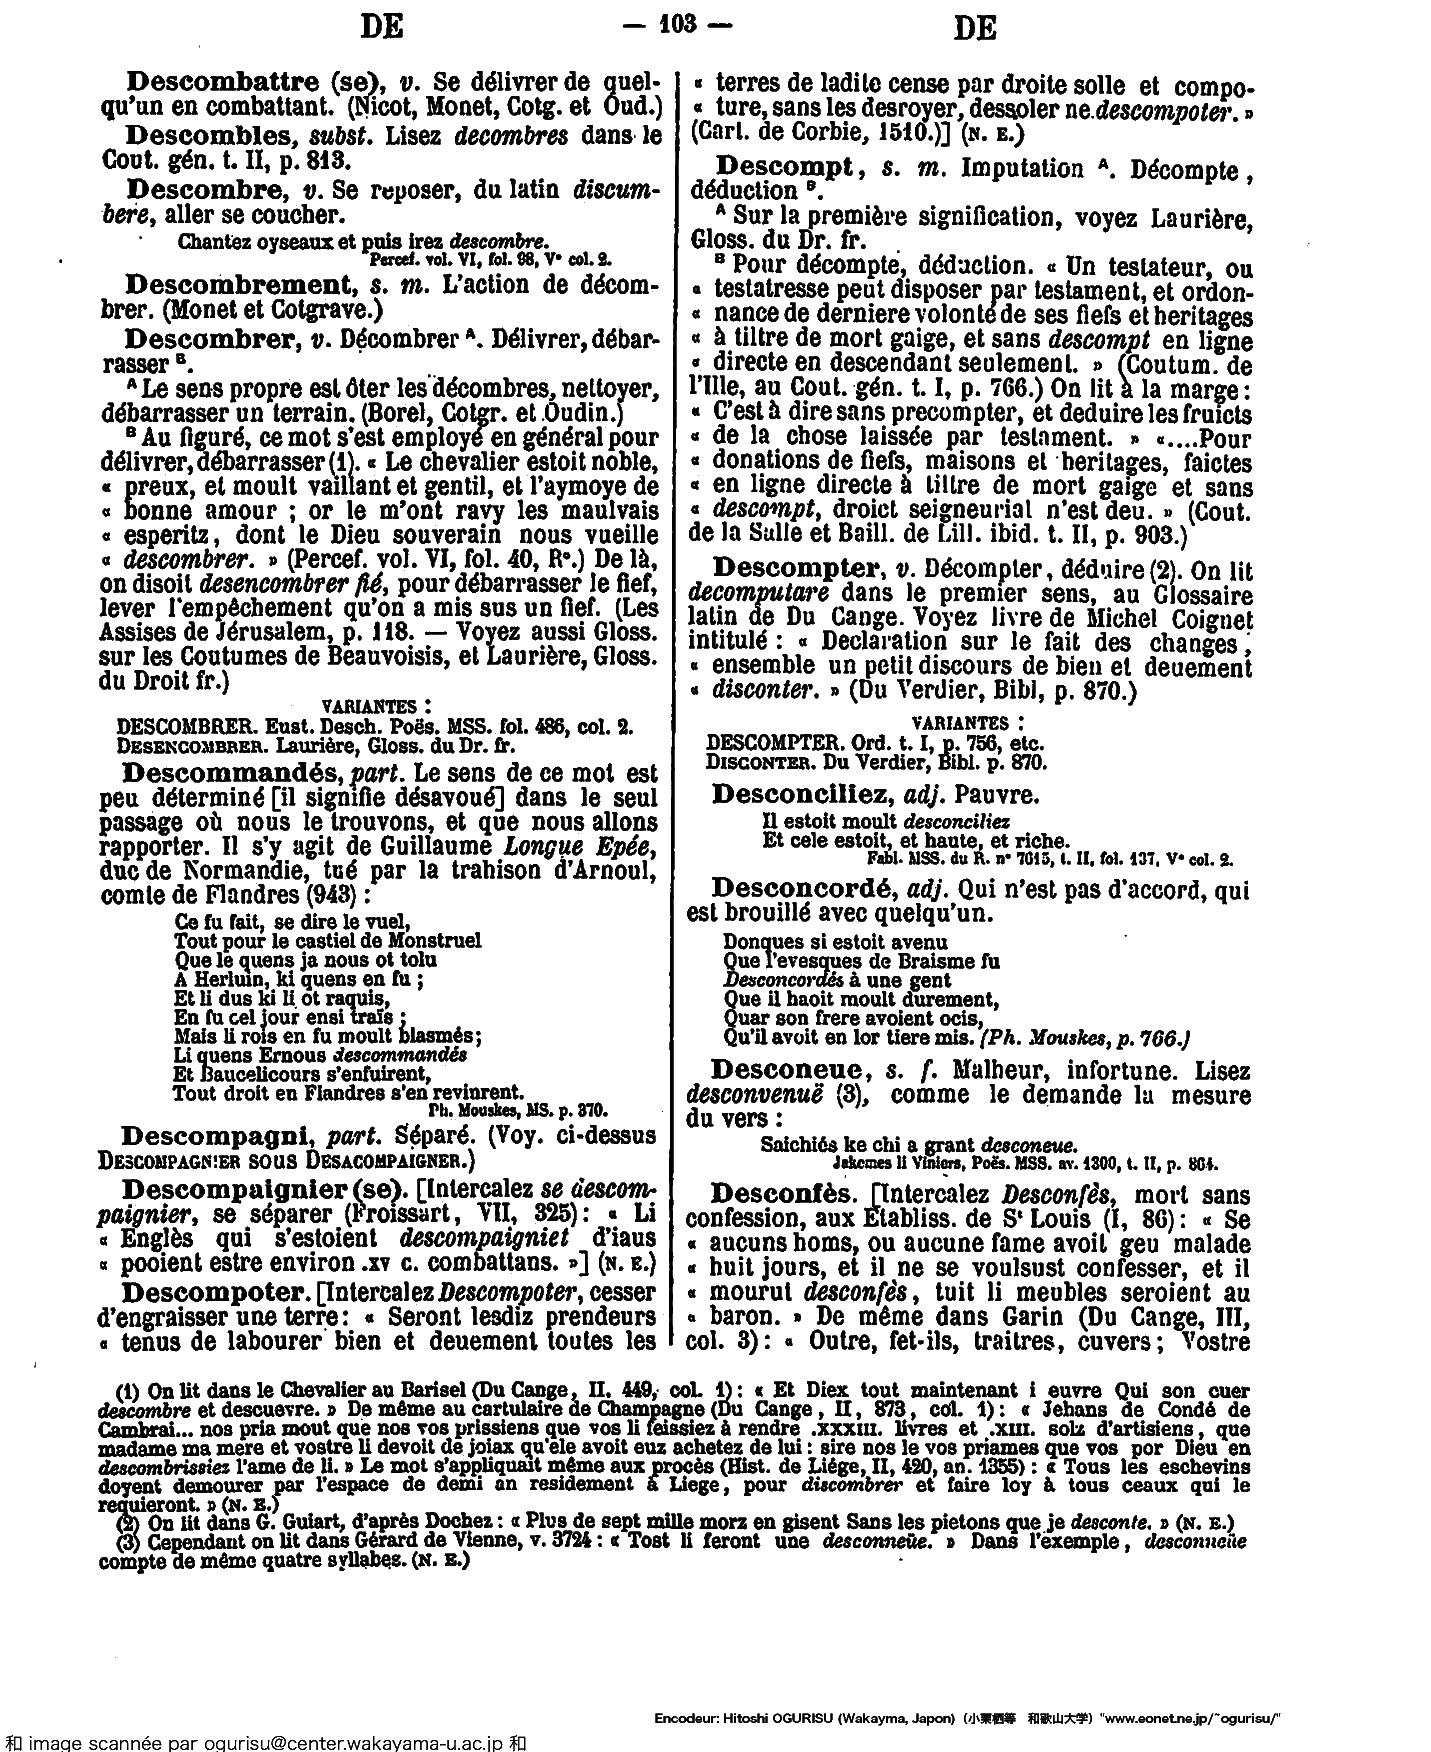 DE — 103 — DE
Descombattre (se), v. Se délivrer de quel-
qu'un en combattant. (Nicot, Monet, Cotg. et Oud.)
Descombles, subst. Lisez decombres dans le
Cout. gén. t. II, p. 813.
Descombre, v. Se reposer, du latin discum-
bere, aller se coucher.
Chantez oyseaux et puis irez descombre.
Percef. vol. VI, fol. 98, V° col. 2.
Descombrement, s. m. L'action de décom-
brer. (Monet et Cotgrave.)
Descombrer, v. Décombrer A. Délivrer, débar-
rasser B.
A Le sens propre est ôter les décombres, nettoyer,
débarrasser un terrain. (Borel, Cotgr. et Oudin.)
B Au figuré, ce mot s'est employé en général pour
délivrer, débarrasser (1). « Le chevalier estoit noble,
« preux, et moult vaillant et gentil, et l'aymoye de
« bonne amour ; or le m'ont ravy les maulvais
« esperitz, dont le Dieu souverain nous vueille
« descombrer. » (Percef. vol. VI, fol. 40, R°.) De là,
on disoit desencombrer fié, pour débarrasser le fief,
lever l'empêchement qu'on a mis sus un fief. (Les
Assises de Jérusalem, p. 118. — Voyez aussi Gloss.
sur les Coutumes de Beauvoisis, et Laurière, Gloss.
du Droit fr.)
VARIANTES :
DESCOMBRER. Eust. Desch. Poës. MSS. fol. 486, col. 2.
DESENCOMBRER. Laurière, Gloss. du Dr. fr.
Descommandés, part. Le sens de ce mot est
peu déterminé [il signifie désavoué] dans le seul
passage où nous le trouvons, et que nous allons
rapporter. Il s'y agit de Guillaume Longue Epée,
duc de Normandie, tué par la trahison d'Arnoul,
comte de Flandres (943) :
Ce fu fait, se dire le vuel,
Tout pour le castiel de Monstruel
Que le quens ja nous ot tolu
A Herluin, ki quens en fu ;
Et li dus ki li ot raquis,
En fu cel jour ensi traïs ;
Mais li rois en fu moult blasmés;
Li quens Ernous descommandés
Et Baucelicours s'enfuirent,
Tout droit en Flandres s'en revinrent.
Ph. Mouskes, MS. p. 370.
Descompagni, part. Séparé. (Voy. ci-dessus
DESCOMPAGNIER SOUS DESACOMPAIGNER.)
Descompaignier (se). [Intercalez se descom-
paignier, se séparer (Froissart, VII, 325) : « Li
« Englès qui s'estoient descompaigniet d'iaus
« pooient estre environ .xv c. combattans. »] (N. E.)
Descompoter. [Intercalez Descompoter, cesser
d'engraisser une terre : « Seront lesdiz prendeurs
« tenus de labourer bien et deuement toutes les
« terres de ladite cense par droite solle et compo-
« ture, sans les desroyer, dessoler ne descompoter. »
(Cart. de Corbie, 1510.)] (N. E.)
Descompt, s. m. Imputation A. Décompte,
déduction B.
A Sur la première signification, voyez Laurière,
Gloss. du Dr. fr.
B Pour décompte, déduction. « Un testateur, ou
« testatresse peut disposer par testament, et ordon-
« nance de derniere volonté de ses fiefs et heritages
« à tiltre de mort gaige, et sans descompt en ligne
« directe en descendant seulement. » (Coutum. de
l'Ille, au Cout. gén. t. I, p. 766.) On lit à la marge :
« C'est à dire sans precompter, et deduire les fruicts
« de la chose laissée par testament. » «....Pour
« donations de fiefs, maisons et heritages, faictes
« en ligne directe à tiltre de mort gaige et sans
« descompt, droict seigneurial n'est deu. » (Cout.
de la Salle et Baill. de Lill. ibid. t. II, p. 903.)
Descompter, v. Décompter, déduire (2). On lit
decomputare dans le premier sens, au Glossaire
latin de Du Cange. Voyez livre de Michel Coignet
intitulé : « Declaration sur le fait des changes,
« ensemble un petit discours de bien et deuement
« disconter. » (Du Verdier, Bibl, p. 870.)
VARIANTES :
DESCOMPTER. Ord. t. I, p. 756, etc.
DISCONTER. Du Verdier, Bibl. p. 870.
Desconciliez, adj. Pauvre.
Il estoit moult desconciliez
Et cele estoit, et haute, et riche.
Fabl. MSS. du R. n° 7015, t. II, fol. 137, V° col. 2.
Desconcordé, adj. Qui n'est pas d'accord, qui
est brouillé avec quelqu'un.
Donques si estoit avenu
Que l'evesques de Braisme fu
Desconcordés à une gent
Que il haoit moult durement,
Quar son frere avoient ocis,
Qu'il avoit en lor tiere mis. (Ph. Mouskes, p. 766.)
Desconeue, s. f. Malheur, infortune. Lisez
desconvenuë (3), comme le demande la mesure
du vers :
Saichiés ke chi a grant desconeue.
Jakemes li Viniers, Poës. MSS. av. 1300, t. II, p. 864.
Desconfès. [Intercalez Desconfès, mort sans
confession, aux Etabliss. de St Louis (I, 86) : « Se
« aucuns homs, ou aucune fame avoit geu malade
« huit jours, et il ne se voulsust confesser, et il
« mourut desconfès, tuit li meubles seroient au
« baron. » De même dans Garin (Du Cange, III,
col. 3) : « Outre, fet-ils, traitres, cuvers ; Vostre
(1) On lit dans le Chevalier au Barisel (Du Cange, II, 449, col. 1) : « Et Diex tout maintenant i euvre Qui son cuer
descombre et descuevre. » De même au cartulaire de Champagne (Du Cange, II, 873, col. 1) : « Jehans de Condé de
Cambrai... nos pria mout que nos vos prissiens que vos li feissiez à rendre .XXXIII. livres et .XIII. solz d'artisiens, que
madame ma mere et vostre li devoit de joiax qu'ele avoit euz achetez de lui : sire nos le vos priames que vos por Dieu en
descombrissiez l'ame de li. » Le mot s'appliquait même aux procès (Hist. de Liége, II, 420, an. 1355) : « Tous les eschevins
doyent demourer par l'espace de demi an residement à Liege, pour discombrer et faire loy à tous ceaux qui le
requieront. » (N. E.)
(2) On lit dans G. Guiart, d'après Dochez : « Plus de sept mille morz en gisent Sans les pietons que je desconte. » (N. E.)
(3) Cependant on lit dans Gérard de Vienne, v. 3724 : « Tost li feront une desconneüe. » Dans l'exemple, desconneüe
compte de même quatre syllabes. (N. E.)
Encodeur: Hitoshi OGURISU (Wakayma, Japon) (小栗栖等 和歌山大学) "www.eonet.ne.jp/~ogurisu/"
和 image scannée par ogurisu@center.wakayama-u.ac.jp 和